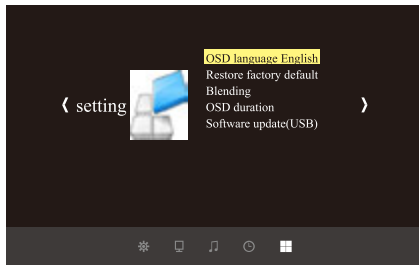 setting
OSD language English
Restore factory default
Blending
OSD duration
Software update(USB)